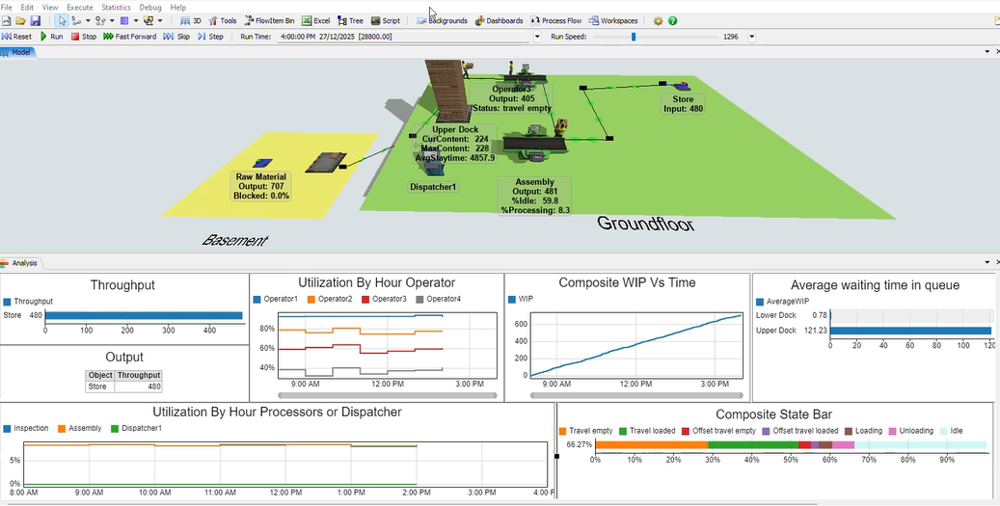 File Edit View Execute Statistics Debug Help
3D Tools FlowItem Bin Excel Tree Script Backgrounds Dashboards Process Flow Workspaces
Reset Run Stop Fast Forward Skip Step Run Time: 4:00:00 PM 27/12/2025 [28800.00] Run Speed: 1296
Model
Operator3
Output: 405
Status: travel empty
Store
Input: 480
Upper Dock
CurContent: 224
MaxContent: 228
AvgStaytime: 4857.9
Raw Material
Output: 707
Blocked: 0.0%
Dispatcher1
Assembly
Output: 481
%Idle: 59.8
%Processing: 8.3
Basement
Groundfloor
Analysis
Throughput
Throughput
Store 480
0 100 200 300 400
Output
Object Throughput
Store 480
Utilization By Hour Operator
Operator1 Operator2 Operator3 Operator4
80%
60%
40%
9:00 AM 12:00 PM 3:00 PM
Composite WIP Vs Time
WIP
600
400
200
0
9:00 AM 12:00 PM 3:00 PM
Average waiting time in queue
AverageWIP
Lower Dock 0.78
Upper Dock 121.23
0 20 40 60 80 100 120
Utilization By Hour Processors or Dispatcher
Inspection Assembly Dispatcher1
5%
0%
8:00 AM 9:00 AM 10:00 AM 11:00 AM 12:00 PM 1:00 PM 2:00 PM 3:00 PM 4:00 P
Composite State Bar
Travel empty Travel loaded Offset travel empty Offset travel loaded Loading Unloading Idle
66.27%
0% 10% 20% 30% 40% 50% 60% 70% 80% 90%